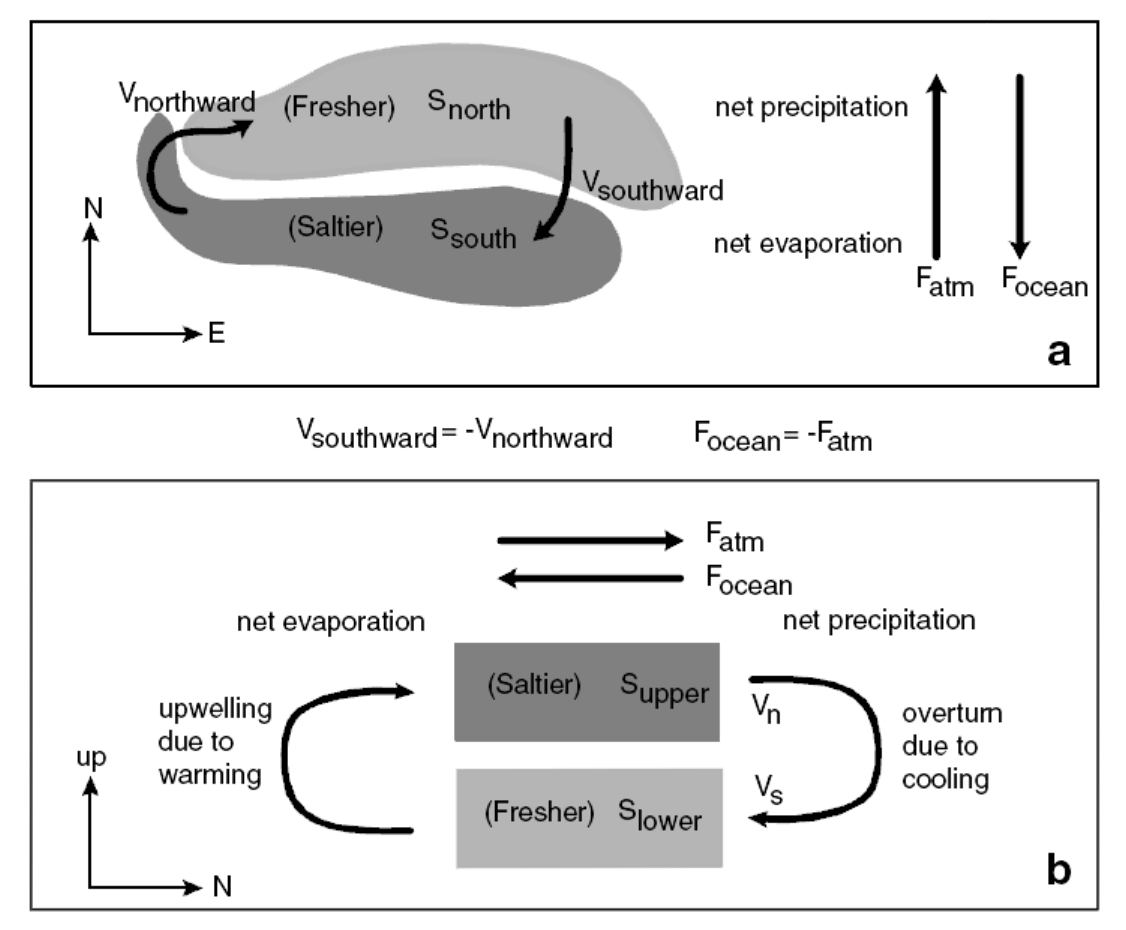 Vnorthward
(Fresher) Snorth
net precipitation
Vsouthward
N
(Saltier) Ssouth
net evaporation
Fatm Focean
E
a
Vsouthward = -Vnorthward Focean = -Fatm
Fatm
Focean
net evaporation
net precipitation
(Saltier) Supper
Vn
upwelling
due to
warming
overturn
due to
cooling
up
Vs
(Fresher) Slower
N
b